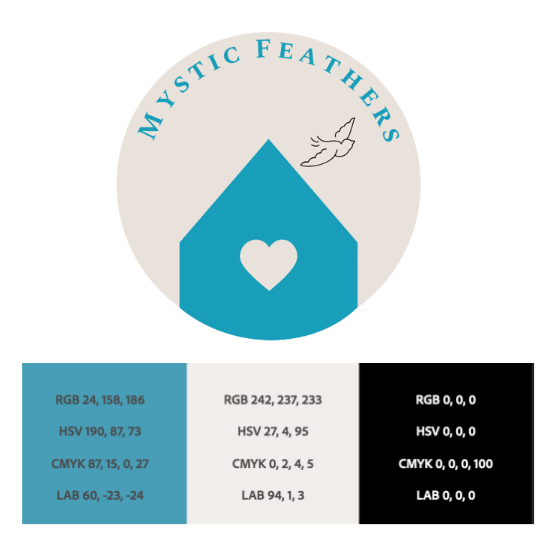 MYSTIC FEATHERS
RGB 24, 158, 186
HSV 190, 87, 73
CMYK 87, 15, 0, 27
LAB 60, -23, -24
RGB 242, 237, 233
HSV 27, 4, 95
CMYK 0, 2, 4, 5
LAB 94, 1, 3
RGB 0, 0, 0
HSV 0, 0, 0
CMYK 0, 0, 0, 100
LAB 0, 0, 0